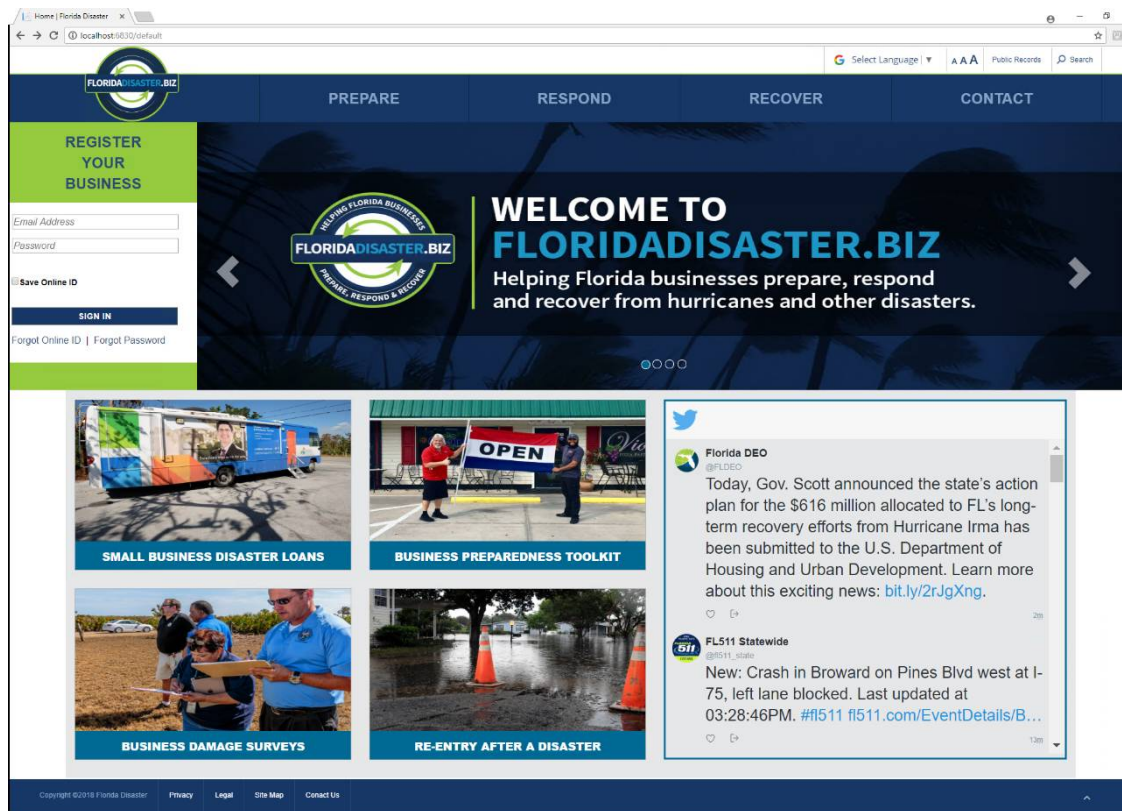 Home | Florida Disaster
localhost:6830/default
Select Language
A A A
Public Records
Search
FLORIDADISASTER.BIZ
PREPARE
RESPOND
RECOVER
CONTACT
REGISTER
YOUR
BUSINESS
Email Address
Password
Save Online ID
SIGN IN
Forgot Online ID | Forgot Password
HELPING FLORIDA BUSINESSES
FLORIDADISASTER.BIZ
PREPARE, RESPOND & RECOVER
WELCOME TO
FLORIDADISASTER.BIZ
Helping Florida businesses prepare, respond
and recover from hurricanes and other disasters.
OPEN
SMALL BUSINESS DISASTER LOANS
BUSINESS PREPAREDNESS TOOLKIT
BUSINESS DAMAGE SURVEYS
RE-ENTRY AFTER A DISASTER
Florida DEO
@FLDEO
Today, Gov. Scott announced the state's action
plan for the $616 million allocated to FL's long-
term recovery efforts from Hurricane Irma has
been submitted to the U.S. Department of
Housing and Urban Development. Learn more
about this exciting news: bit.ly/2rJgXng.
2m
511
FL511 Statewide
@fl511_state
New: Crash in Broward on Pines Blvd west at I-
75, left lane blocked. Last updated at
03:28:46PM. #fl511 fl511.com/EventDetails/B…
13m
Copyright ©2018 Florida Disaster
Privacy
Legal
Site Map
Conact Us